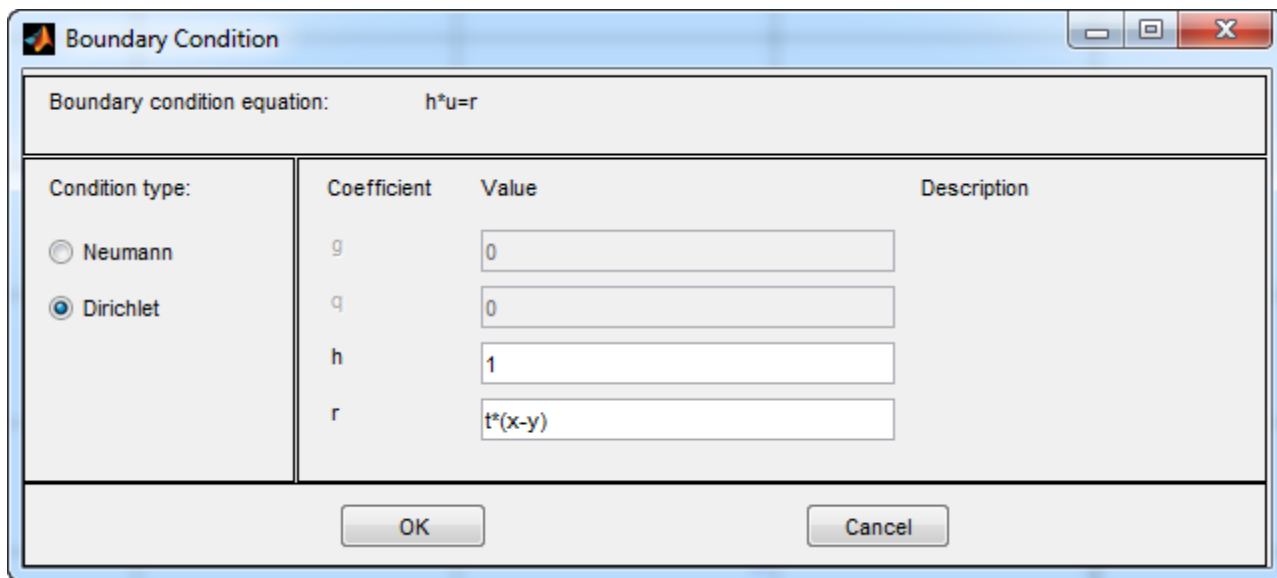 Boundary Condition
Boundary condition equation: h*u=r
Condition type:
Neumann
Dirichlet
Coefficient Value Description
g 0
q 0
h 1
r t*(x-y)
OK Cancel